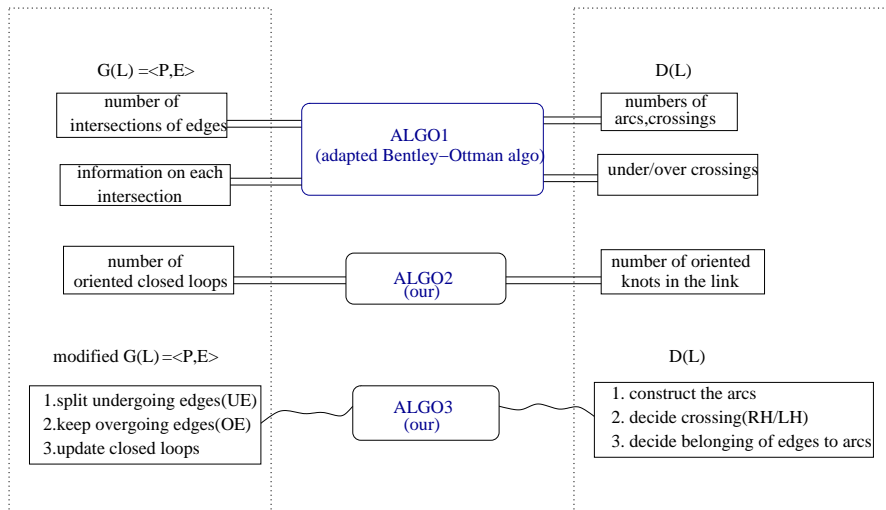 G(L) =<P,E>
D(L)
number of
intersections of edges
ALGO1
(adapted Bentley−Ottman algo)
numbers of
arcs,crossings
information on each
intersection
under/over crossings
number of
oriented closed loops
ALGO2
(our)
number of oriented
knots in the link
modified G(L) =<P,E>
D(L)
1.split undergoing edges(UE)
2.keep overgoing edges(OE)
3.update closed loops
ALGO3
(our)
1. construct the arcs
2. decide crossing(RH/LH)
3. decide belonging of edges to arcs